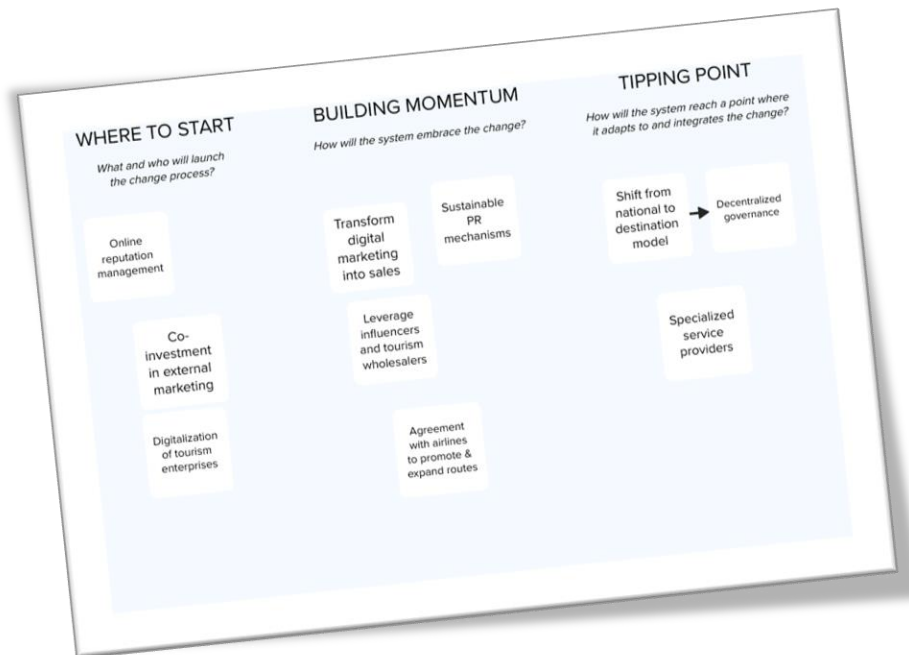 WHERE TO START
What and who will launch
the change process?
Online
reputation
management
Co-
investment
in external
marketing
Digitalization
of tourism
enterprises
BUILDING MOMENTUM
How will the system embrace the change?
Transform
digital
marketing
into sales
Sustainable
PR
mechanisms
Leverage
influencers
and tourism
wholesalers
Agreement
with airlines
to promote &
expand routes
TIPPING POINT
How will the system reach a point where
it adapts to and integrates the change?
Shift from
national to
destination
model
Decentralized
governance
Specialized
service
providers